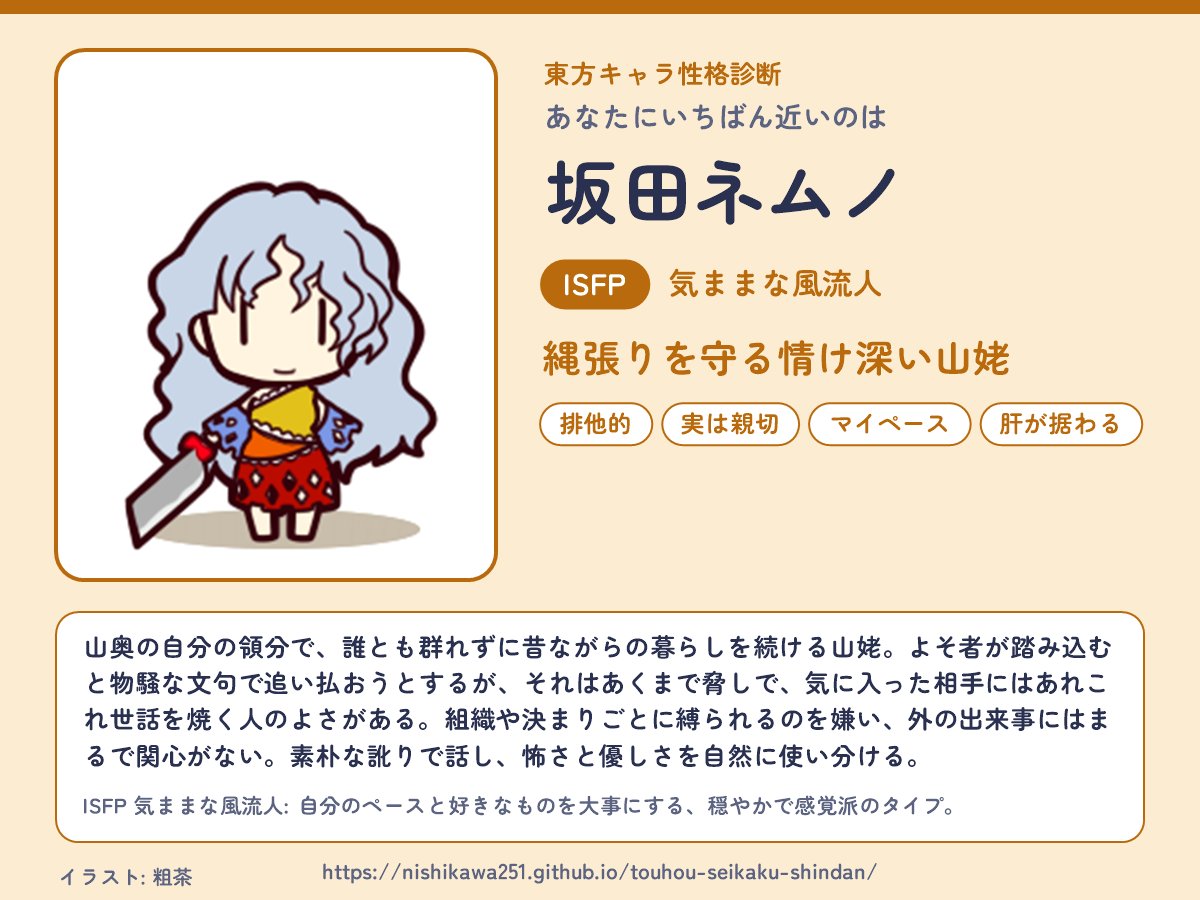 東方キャラ性格診断
あなたにいちばん近いのは
坂田ネムノ
ISFP 気ままな風流人
縄張りを守る情け深い山姥
排他的 実は親切 マイペース 肝が据わる
山奥の自分の領分で、誰とも群れずに昔ながらの暮らしを続ける山姥。よそ者が踏み込む
と物騒な文句で追い払おうとするが、それはあくまで脅しで、気に入った相手にはあれこ
れ世話を焼く人のよさがある。組織や決まりごとに縛られるのを嫌い、外の出来事にはま
るで関心がない。素朴な訛りで話し、怖さと優しさを自然に使い分ける。
ISFP 気ままな風流人: 自分のペースと好きなものを大事にする、穏やかで感覚派のタイプ。
イラスト: 粗茶
https://nishikawa251.github.io/touhou-seikaku-shindan/